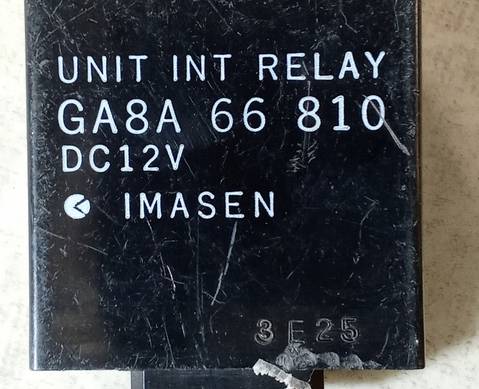 UNIT INT RELAY
GA8A 66 810
DC12V
IMASEN
3E25